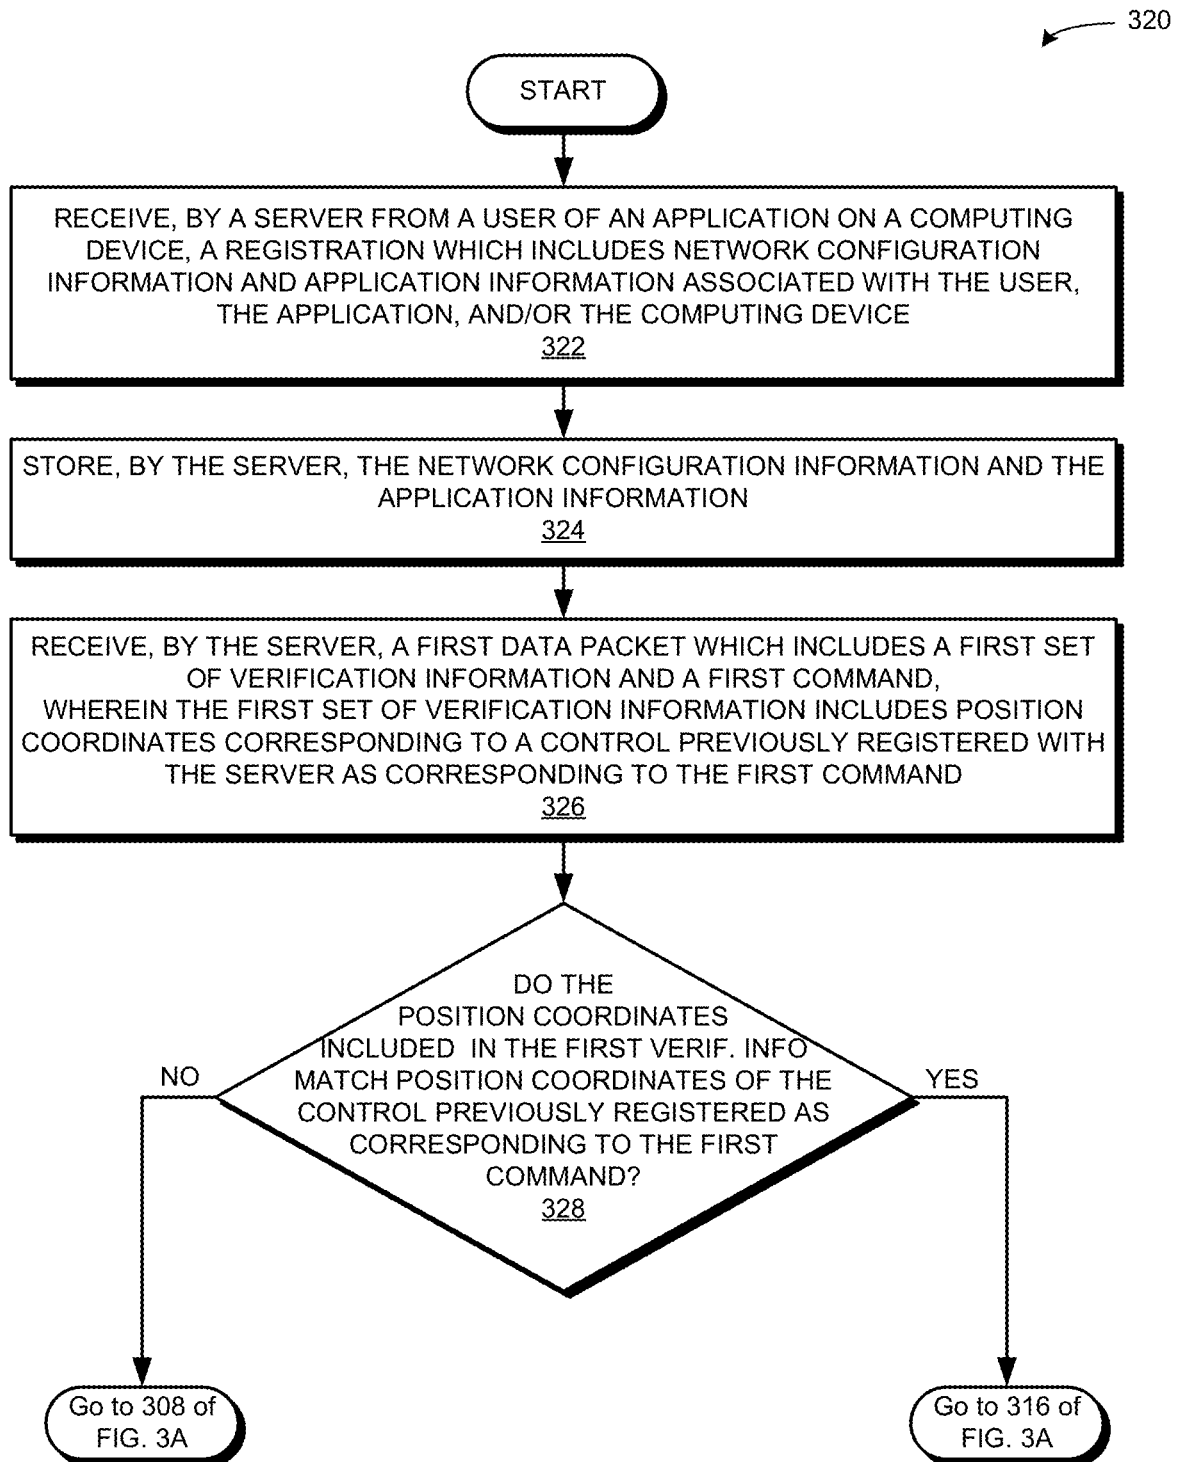 320
START
RECEIVE, BY A SERVER FROM A USER OF AN APPLICATION ON A COMPUTING
DEVICE, A REGISTRATION WHICH INCLUDES NETWORK CONFIGURATION
INFORMATION AND APPLICATION INFORMATION ASSOCIATED WITH THE USER,
THE APPLICATION, AND/OR THE COMPUTING DEVICE
322
STORE, BY THE SERVER, THE NETWORK CONFIGURATION INFORMATION AND THE
APPLICATION INFORMATION
324
RECEIVE, BY THE SERVER, A FIRST DATA PACKET WHICH INCLUDES A FIRST SET
OF VERIFICATION INFORMATION AND A FIRST COMMAND,
WHEREIN THE FIRST SET OF VERIFICATION INFORMATION INCLUDES POSITION
COORDINATES CORRESPONDING TO A CONTROL PREVIOUSLY REGISTERED WITH
THE SERVER AS CORRESPONDING TO THE FIRST COMMAND
326
DO THE
POSITION COORDINATES
INCLUDED IN THE FIRST VERIF. INFO
MATCH POSITION COORDINATES OF THE
CONTROL PREVIOUSLY REGISTERED AS
CORRESPONDING TO THE FIRST
COMMAND?
328
NO
YES
Go to 308 of
FIG. 3A
Go to 316 of
FIG. 3A